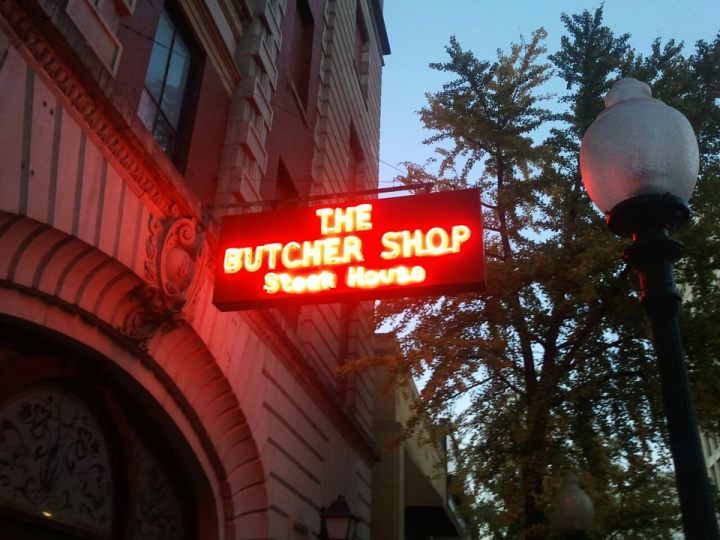 THE
BUTCHER SHOP
Steak House